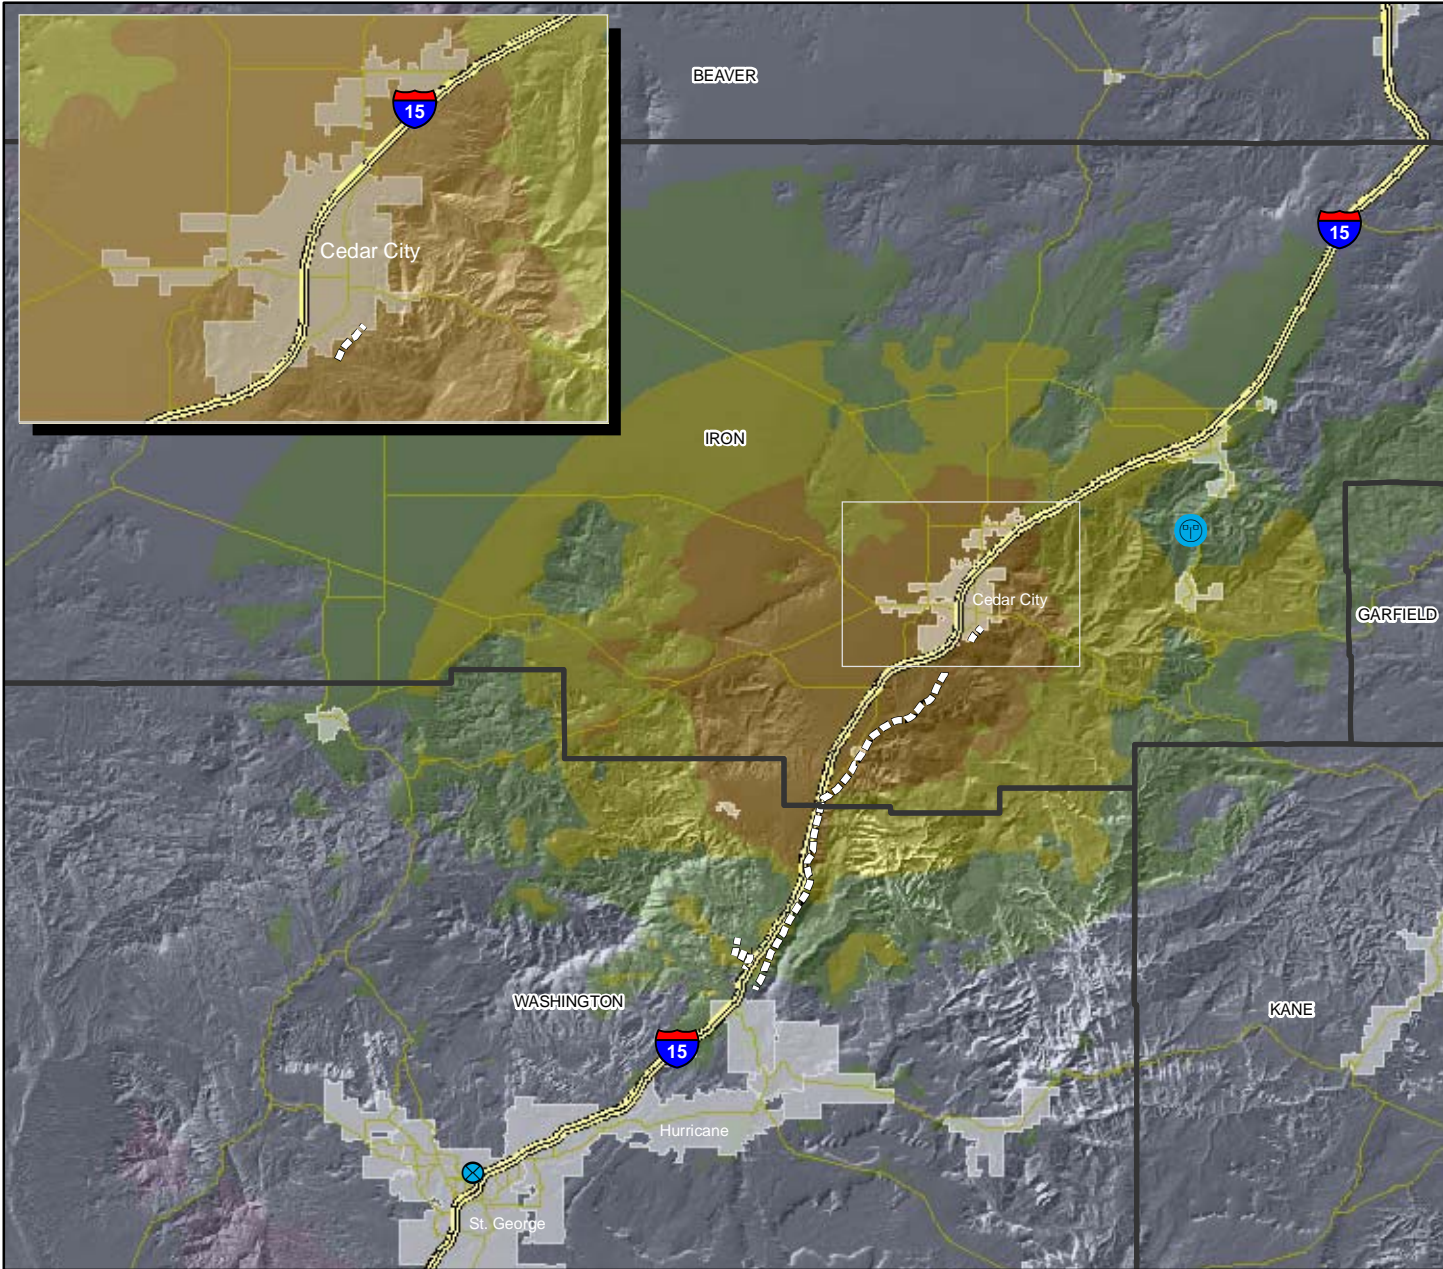 BEAVER
15
Cedar City
15
IRON
Cedar City
GARFIELD
WASHINGTON
KANE
15
Hurricane
St. George